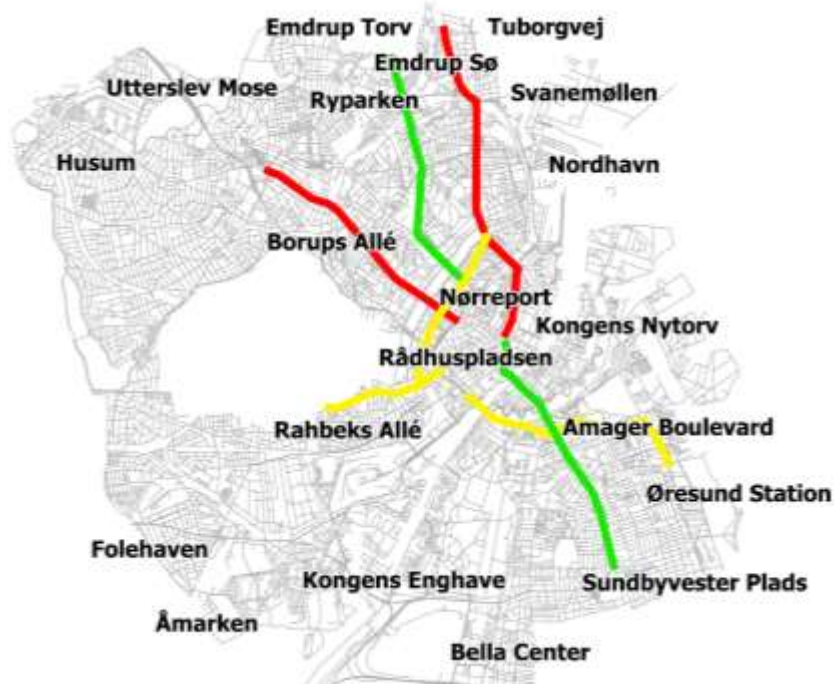 Emdrup Torv
Tuborgvej
Emdrup Sø
Utterslev Mose
Ryparken
Svanemøllen
Husum
Nordhavn
Borups Allé
Nørreport
Kongens Nytorv
Rådhuspladsen
Rahbeks Allé
Amager Boulevard
Øresund Station
Folehaven
Kongens Enghave
Sundbyvester Plads
Åmarken
Bella Center